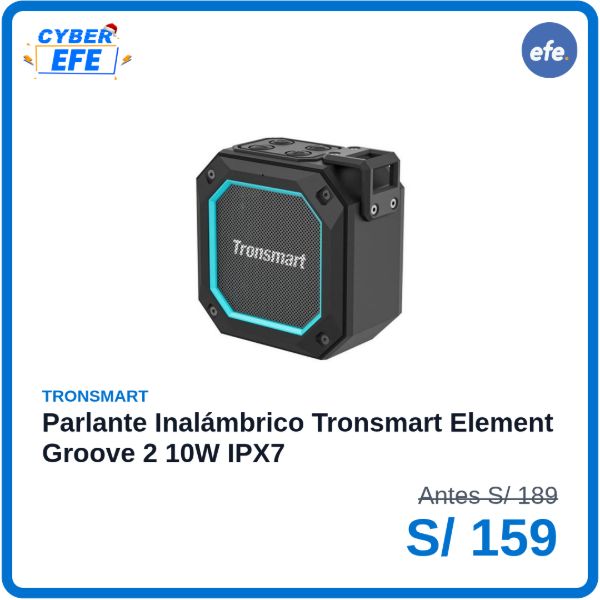 CYBER
EFE
efe.
Tronsmart
TRONSMART
Parlante Inalámbrico Tronsmart Element
Groove 2 10W IPX7
Antes S/ 189
S/ 159